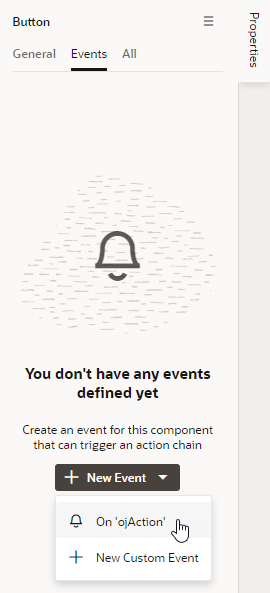 Button
Properties
General Events All
You don't have any events
defined yet
Create an event for this component
that can trigger an action chain
New Event
On 'ojAction'
New Custom Event